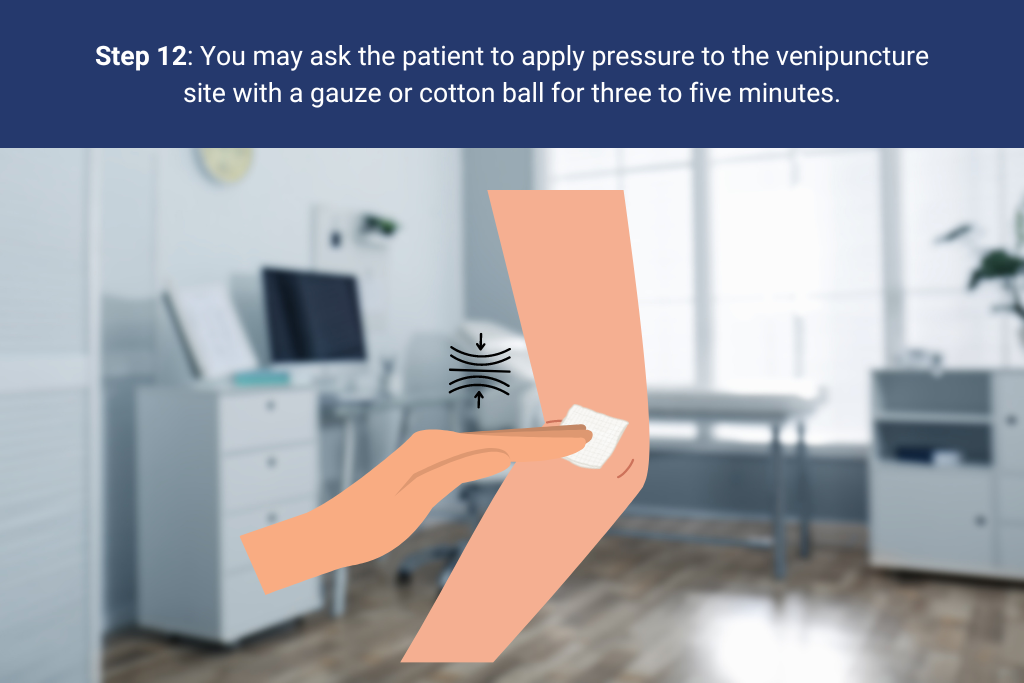 Step 12: You may ask the patient to apply pressure to the venipuncture
site with a gauze or cotton ball for three to five minutes.